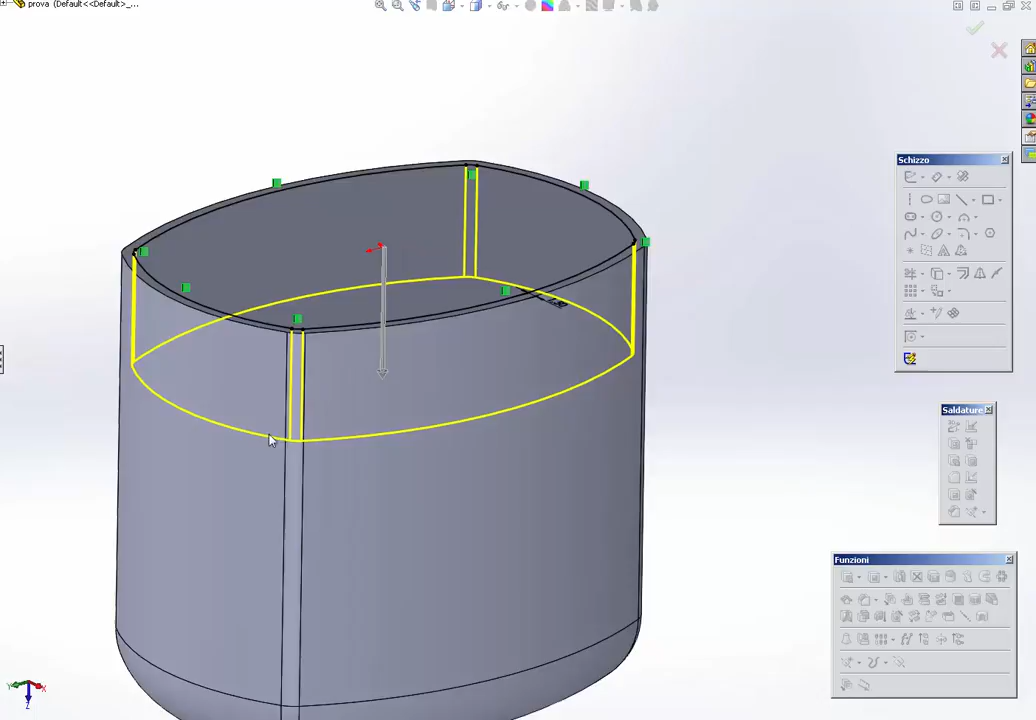 prova (Default<<Default>_...
Schizzo
Saldature
Funzioni
Y
X
Z